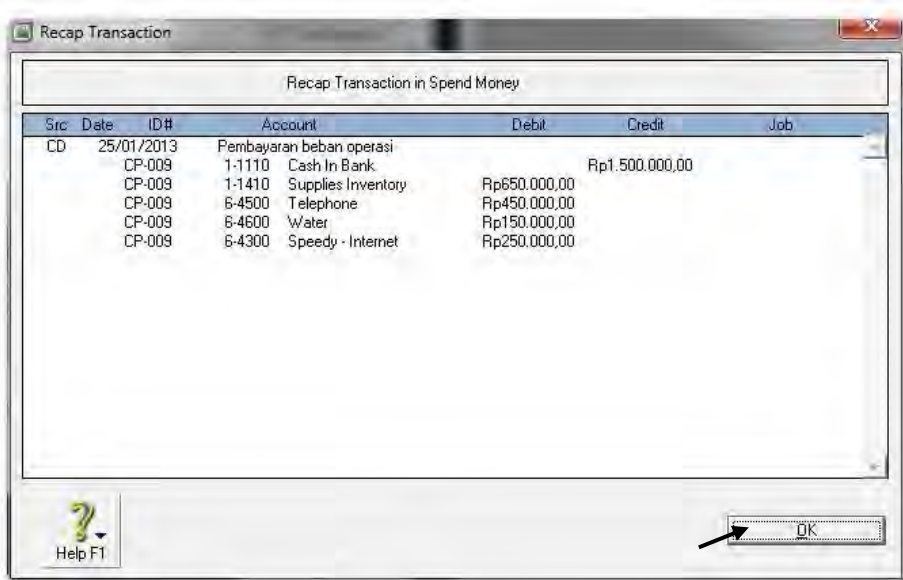 Recap Transaction
Recap Transaction in Spend Money
Src Date ID# Account Debit Credit Job
CD 25/01/2013 Pembayaran beban operasi
CP-009 1-1110 Cash In Bank Rp1.500.000,00
CP-009 1-1410 Supplies Inventory Rp650.000,00
CP-009 6-4500 Telephone Rp450.000,00
CP-009 6-4600 Water Rp150.000,00
CP-009 6-4300 Speedy - Internet Rp250.000,00
Help F1
OK